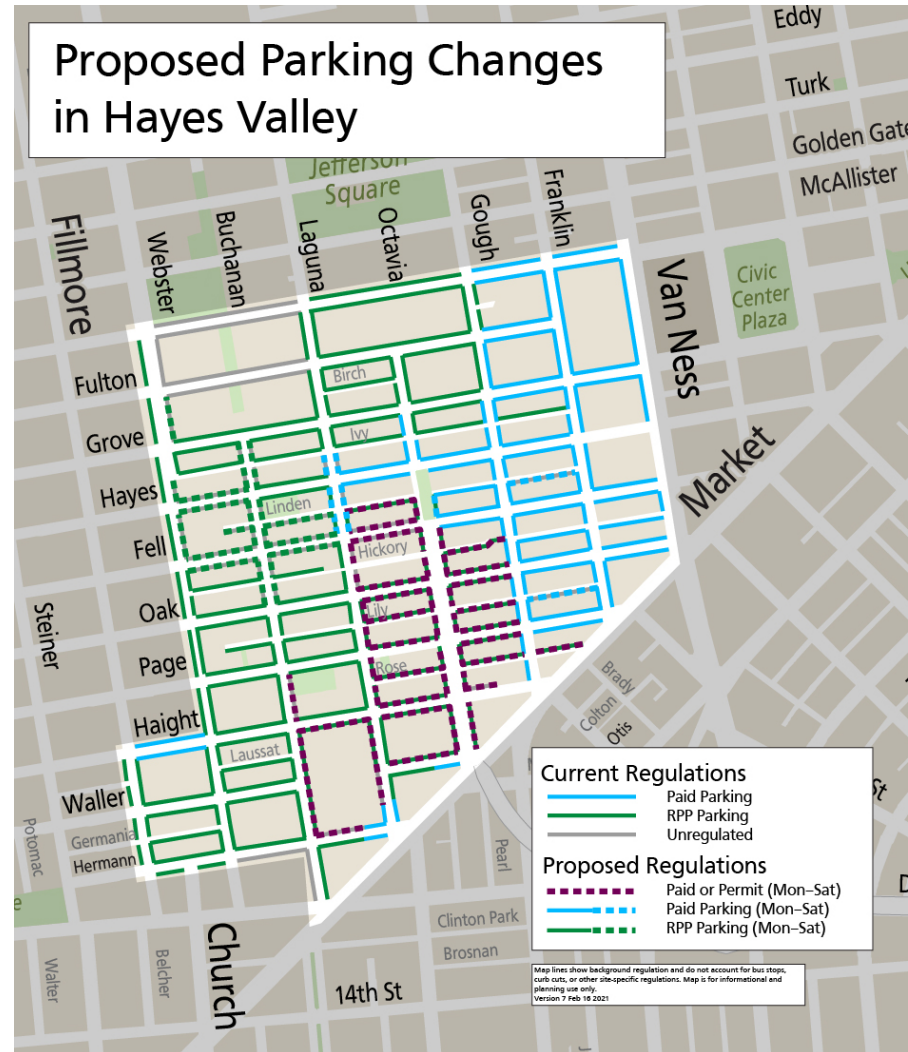 Proposed Parking Changes
in Hayes Valley
Eddy
Turk
Golden Gate
McAllister
Jefferson
Square
Fillmore
Webster
Buchanan
Laguna
Octavia
Gough
Franklin
Van Ness
Civic
Center
Plaza
Fulton
Birch
Grove
Ivy
Hayes
Linden
Market
Fell
Hickory
Steiner
Oak
Lily
Page
Rose
Haight
Brady
Colton
Otis
Laussat
Waller
Potomac
Germania
Hermann
St
Pearl
Current Regulations
Paid Parking
RPP Parking
Unregulated
Proposed Regulations
Paid or Permit (Mon–Sat)
Paid Parking (Mon–Sat)
RPP Parking (Mon–Sat)
Walter
Belcher
Church
Clinton Park
Brosnan
14th St
Map lines show background regulation and do not account for bus stops,
curb cuts, or other site-specific regulations. Map is for informational and
planning use only.
Version 7 Feb 16 2021